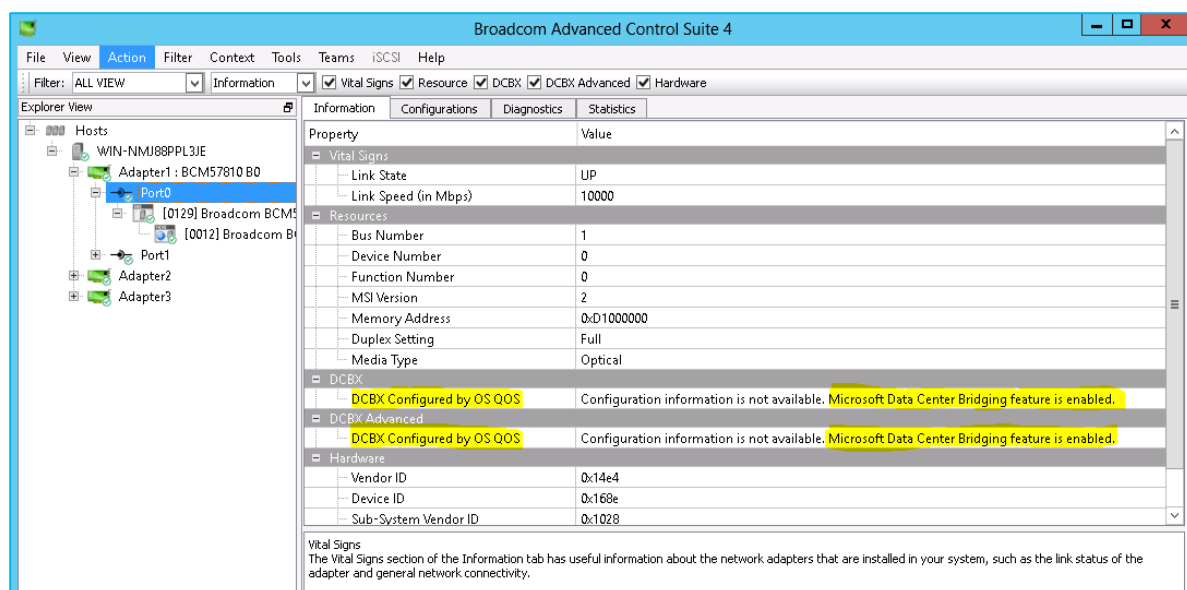 Broadcom Advanced Control Suite 4
File View Action Filter Context Tools Teams iSCSI Help
Filter: ALL VIEW Information Vital Signs Resource DCBX DCBX Advanced Hardware
Explorer View
Hosts
WIN-NMJ88PPL3JE
Adapter1 : BCM57810 B0
Port0
[0129] Broadcom BCM5
[0012] Broadcom B
Port1
Adapter2
Adapter3
Information Configurations Diagnostics Statistics
Property Value
Vital Signs
Link State UP
Link Speed (in Mbps) 10000
Resources
Bus Number 1
Device Number 0
Function Number 0
MSI Version 2
Memory Address 0xD1000000
Duplex Setting Full
Media Type Optical
DCBX
DCBX Configured by OS QOS Configuration information is not available. Microsoft Data Center Bridging feature is enabled.
DCBX Advanced
DCBX Configured by OS QOS Configuration information is not available. Microsoft Data Center Bridging feature is enabled.
Hardware
Vendor ID 0x14e4
Device ID 0x168e
Sub-System Vendor ID 0x1028
Vital Signs
The Vital Signs section of the Information tab has useful information about the network adapters that are installed in your system, such as the link status of the
adapter and general network connectivity.